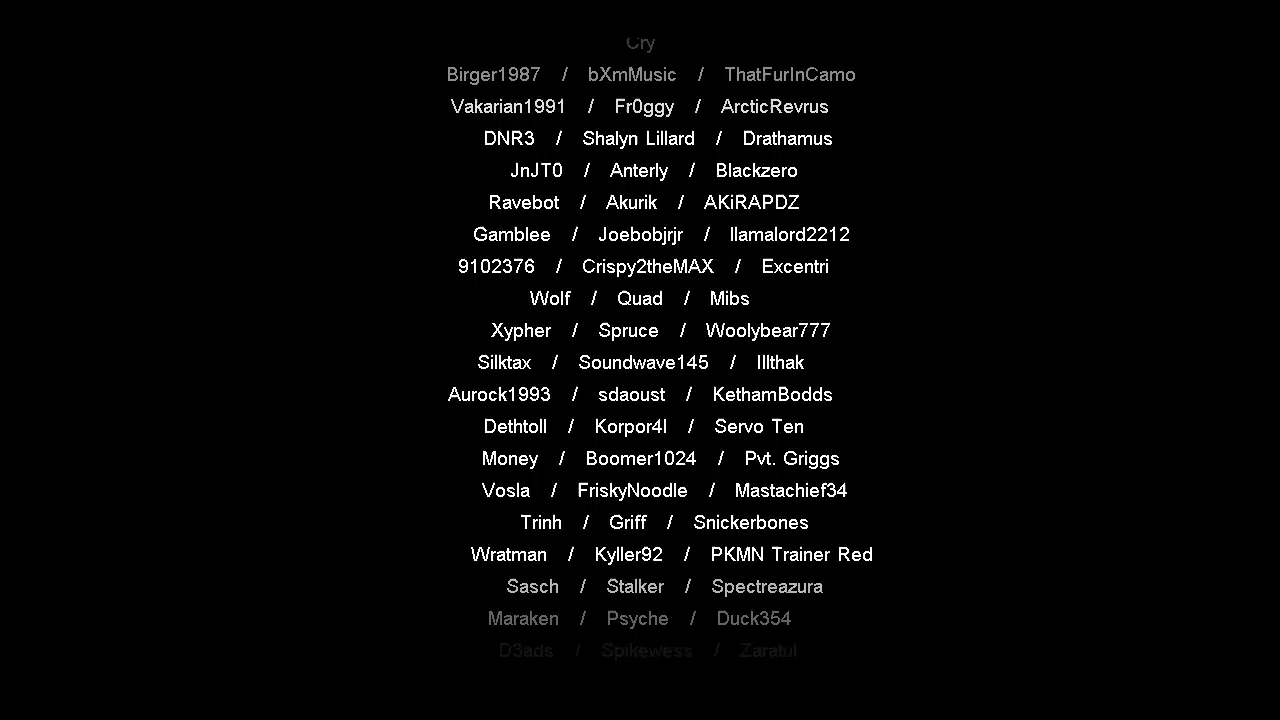 Cry
Birger1987 / bXmMusic / ThatFurInCamo
Vakarian1991 / Fr0ggy / ArcticRevrus
DNR3 / Shalyn Lillard / Drathamus
JnJT0 / Anterly / Blackzero
Ravebot / Akurik / AKiRAPDZ
Gamblee / Joebobjrjr / llamalord2212
9102376 / Crispy2theMAX / Excentri
Wolf / Quad / Mibs
Xypher / Spruce / Woolybear777
Silktax / Soundwave145 / Illthak
Aurock1993 / sdaoust / KethamBodds
Dethtoll / Korpor4l / Servo Ten
Money / Boomer1024 / Pvt. Griggs
Vosla / FriskyNoodle / Mastachief34
Trinh / Griff / Snickerbones
Wratman / Kyller92 / PKMN Trainer Red
Sasch / Stalker / Spectreazura
Maraken / Psyche / Duck354
D3ads / Spikewess / Zaratul